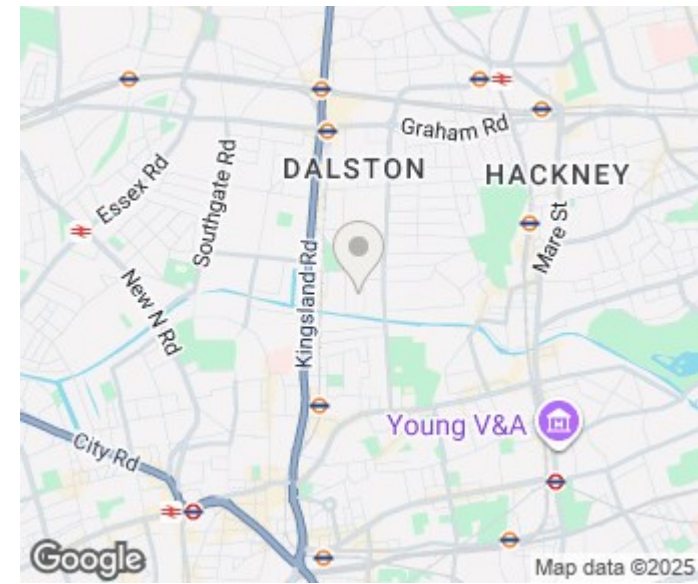 Graham Rd
DALSTON
HACKNEY
Essex Rd
Southgate Rd
Mare St
New N Rd
Kingsland Rd
Young V&A
City Rd
Google
Map data ©2025